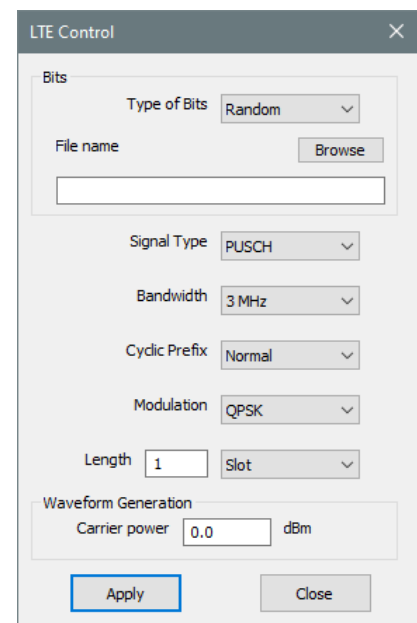 LTE Control
Bits
Type of Bits Random
File name Browse
Signal Type PUSCH
Bandwidth 3 MHz
Cyclic Prefix Normal
Modulation QPSK
Length 1 Slot
Waveform Generation
Carrier power 0.0 dBm
Apply Close